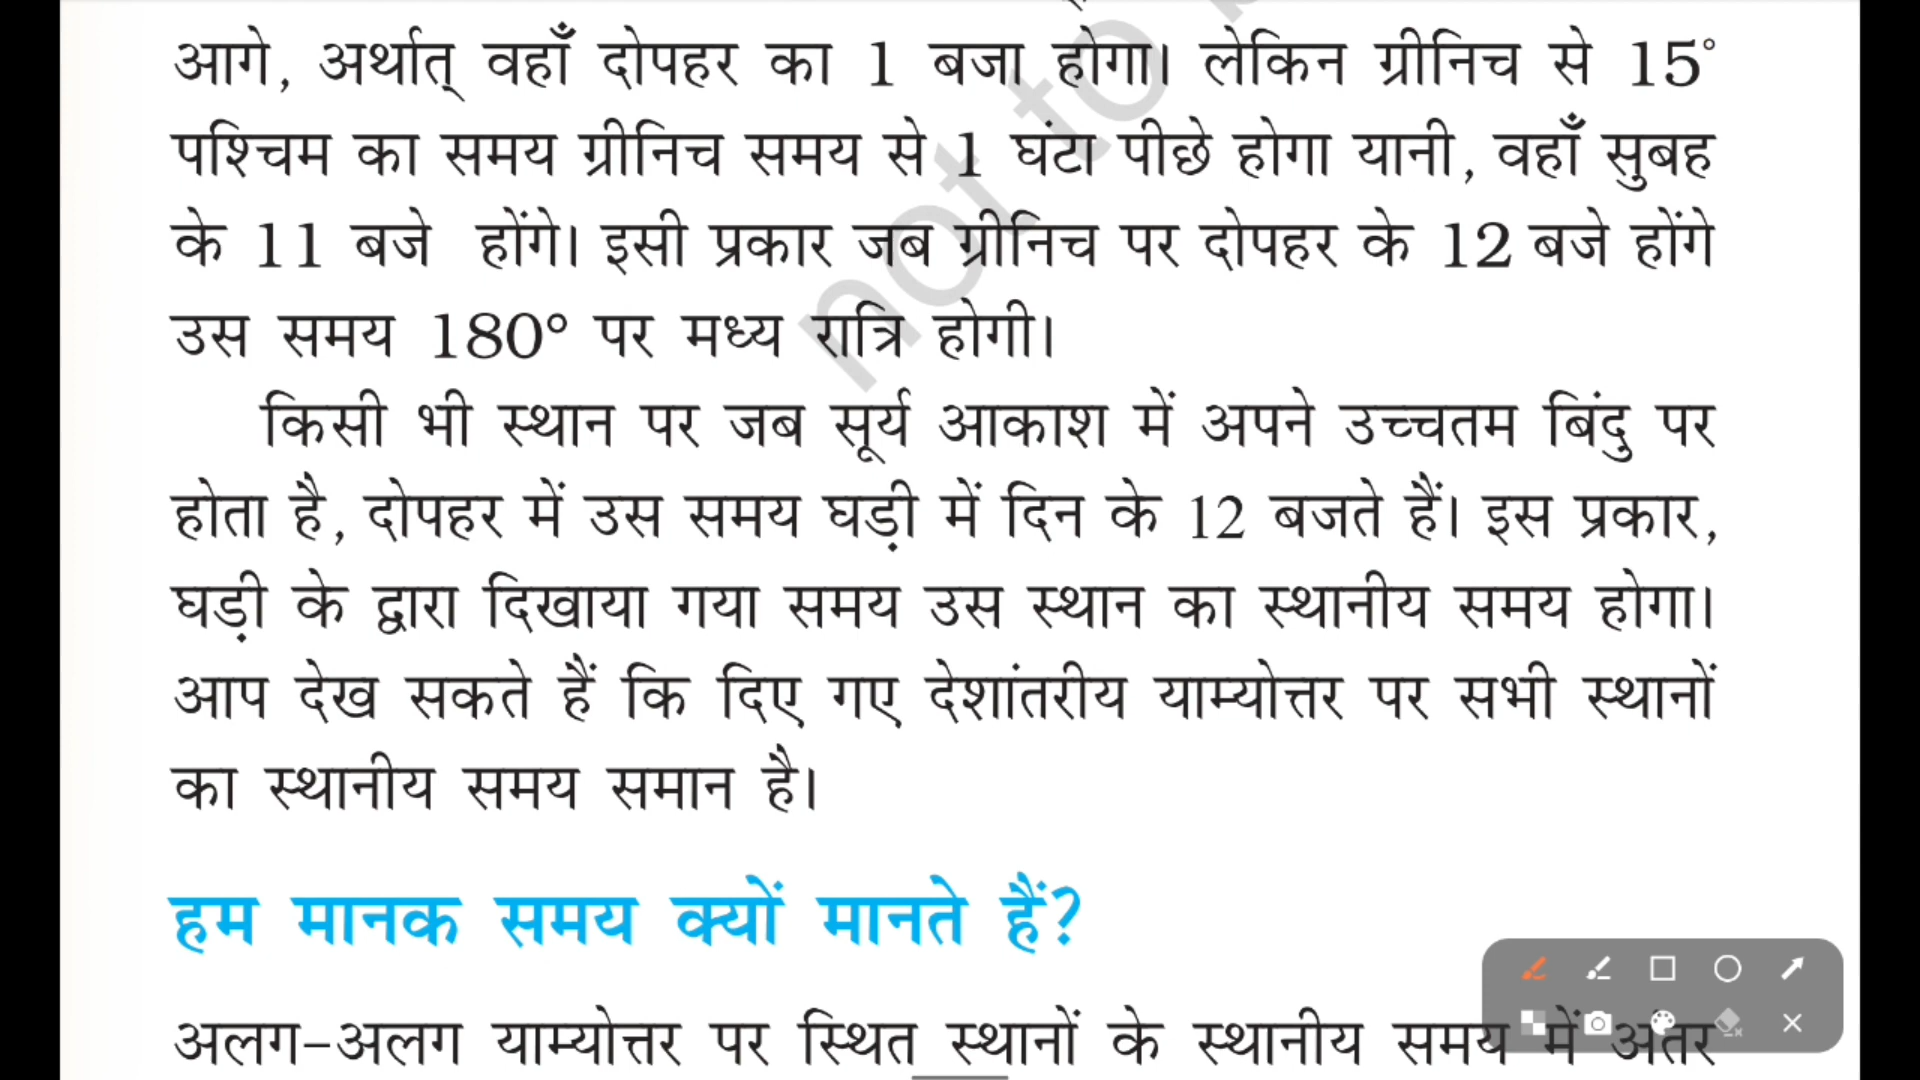 आगे, अर्थात् वहाँ दोपहर का 1 बजा होगा। लेकिन ग्रीनिच से 15°
पश्चिम का समय ग्रीनिच समय से 1 घंटा पीछे होगा यानी, वहाँ सुबह
के 11 बजे होंगे। इसी प्रकार जब ग्रीनिच पर दोपहर के 12 बजे होंगे
उस समय 180° पर मध्य रात्रि होगी।
not to
किसी भी स्थान पर जब सूर्य आकाश में अपने उच्चतम बिंदु पर
होता है, दोपहर में उस समय घड़ी में दिन के 12 बजते हैं। इस प्रकार,
घड़ी के द्वारा दिखाया गया समय उस स्थान का स्थानीय समय होगा।
आप देख सकते हैं कि दिए गए देशांतरीय याम्योत्तर पर सभी स्थानों
का स्थानीय समय समान है।
हम मानक समय क्यों मानते हैं?
अलग-अलग याम्योत्तर पर स्थित स्थानों के स्थानीय समय में अंतर